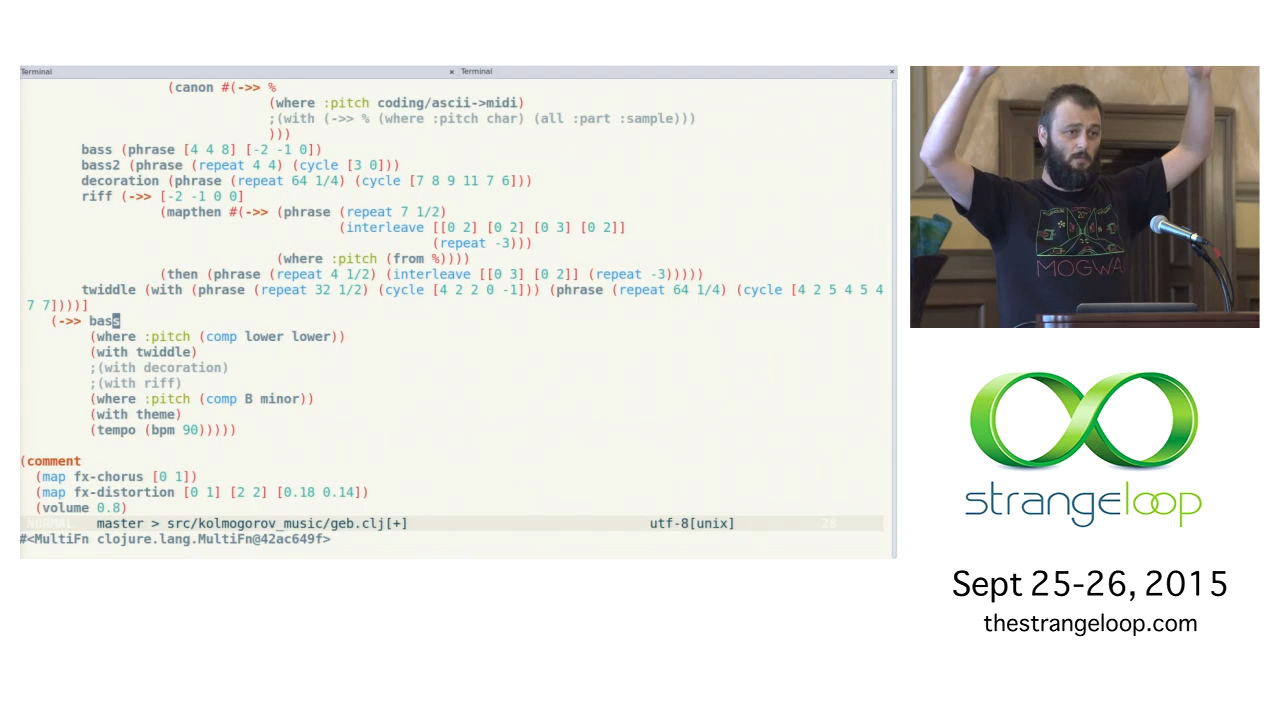 Terminal
Terminal
(canon #(->> %
(where :pitch coding/ascii->midi)
;(with (->> % (where :pitch char) (all :part :sample)))
)))
bass (phrase [4 4 8] [-2 -1 0])
bass2 (phrase (repeat 4 4) (cycle [3 0]))
decoration (phrase (repeat 64 1/4) (cycle [7 8 9 11 7 6]))
riff (->> [-2 -1 0 0]
(mapthen #(->> (phrase (repeat 7 1/2)
(interleave [[0 2] [0 2] [0 3] [0 2]]
(repeat -3)))
(where :pitch (from %))))
(then (phrase (repeat 4 1/2) (interleave [[0 3] [0 2]] (repeat -3)))))
twiddle (with (phrase (repeat 32 1/2) (cycle [4 2 2 0 -1])) (phrase (repeat 64 1/4) (cycle [4 2 5 4 5 4
7 7])))]
(->> bass
(where :pitch (comp lower lower))
(with twiddle)
;(with decoration)
;(with riff)
(where :pitch (comp B minor))
(with theme)
(tempo (bpm 90)))))
(comment
(map fx-chorus [0 1])
(map fx-distortion [0 1] [2 2] [0.18 0.14])
(volume 0.8)
NORMAL master > src/kolmogorov_music/geb.clj[+] utf-8[unix] 28
#<MultiFn clojure.lang.MultiFn@42ac649f>
MOGWAI
strangeloop
Sept 25-26, 2015
thestrangeloop.com